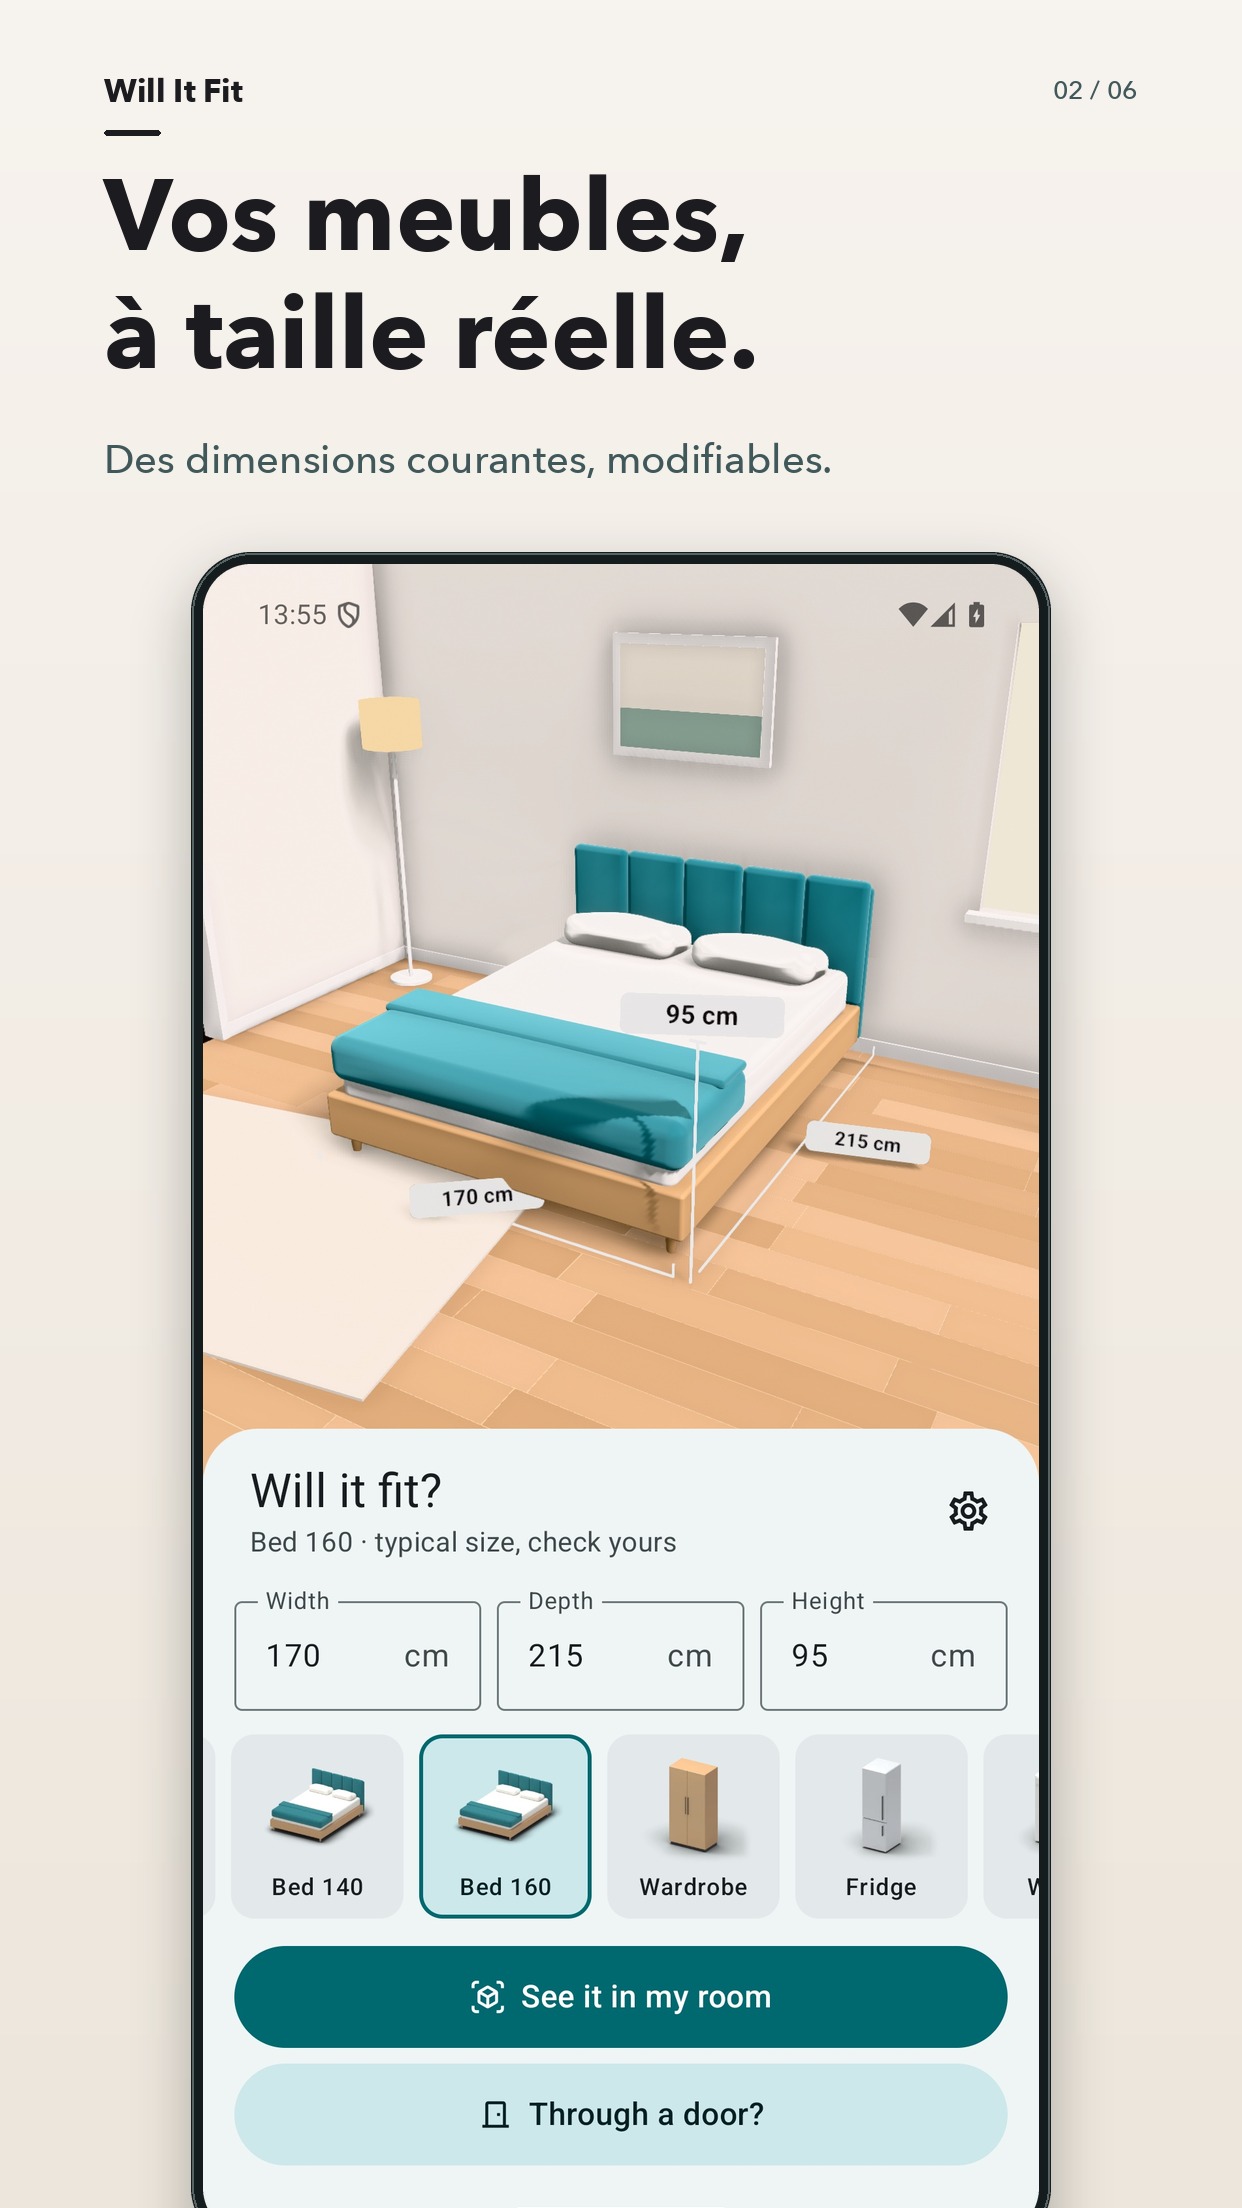 Will It Fit
02 / 06
Vos meubles,
à taille réelle.
Des dimensions courantes, modifiables.
13:55
95 cm
215 cm
170 cm
Will it fit?
Bed 160 · typical size, check yours
Width
Depth
Height
170 cm
215 cm
95 cm
Bed 140
Bed 160
Wardrobe
Fridge
See it in my room
Through a door?